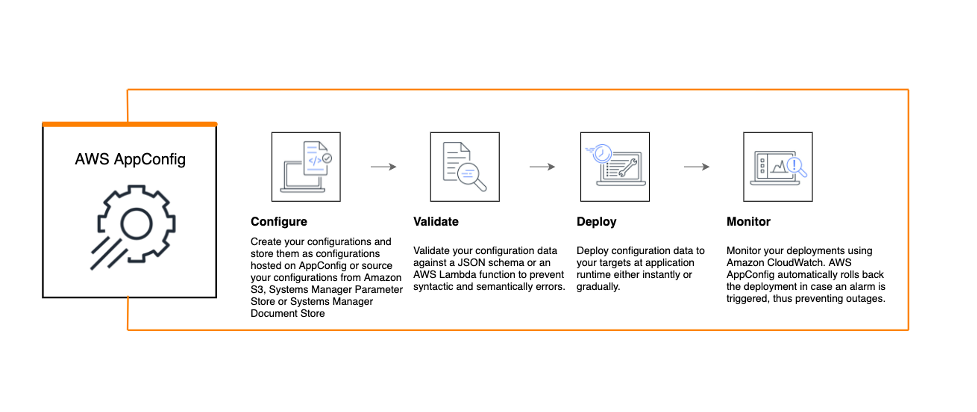 AWS AppConfig
Configure
Create your configurations and
store them as configurations
hosted on AppConfig or source
your configurations from Amazon
S3, Systems Manager Parameter
Store or Systems Manager
Document Store
Validate
Validate your configuration data
against a JSON schema or an
AWS Lambda function to prevent
syntactic and semantically errors.
Deploy
Deploy configuration data to
your targets at application
runtime either instantly or
gradually.
Monitor
Monitor your deployments using
Amazon CloudWatch. AWS
AppConfig automatically rolls back
the deployment in case an alarm is
triggered, thus preventing outages.